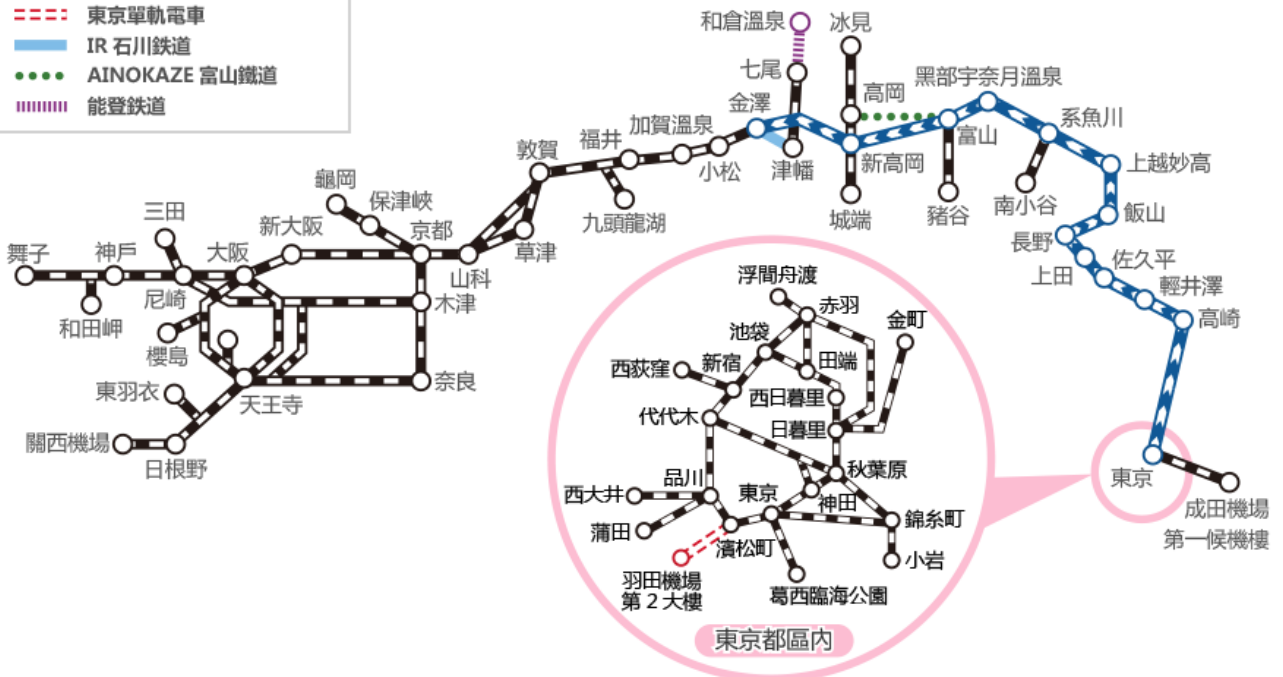 東京單軌電車
IR 石川鉄道
AINOKAZE 富山鐵道
能登鉄道
和倉溫泉
冰見
七尾
高岡
黑部宇奈月溫泉
金澤
系魚川
加賀溫泉
福井
富山
敦賀
小松
津幡
新高岡
上越妙高
龜岡
保津峽
九頭龍湖
城端
豬谷
南小谷
飯山
三田
新大阪
京都
草津
長野
舞子
神戶
大阪
山科
上田
佐久平
尼崎
木津
浮間舟渡
輕井澤
和田岬
赤羽
金町
高崎
櫻島
池袋
新宿
田端
西荻窪
東羽衣
奈良
西日暮里
天王寺
代代木
日暮里
關西機場
日根野
品川
秋葉原
東京
西大井
東京
神田
成田機場
第一候機樓
蒲田
濱松町
錦糸町
小岩
羽田機場
第 2 大樓
葛西臨海公園
東京都區內